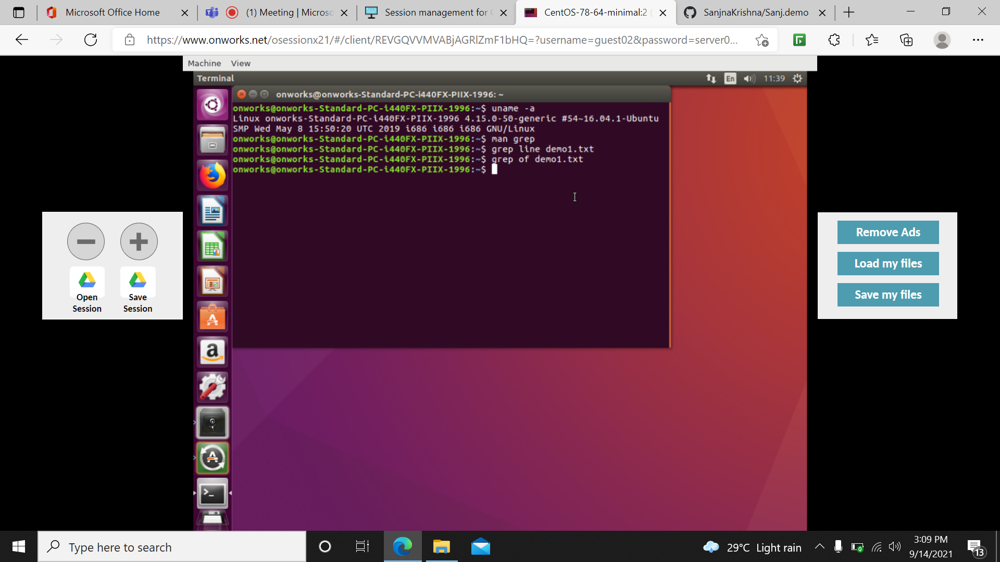 Microsoft Office Home
(1) Meeting | Microso
Session management for
CentOS-78-64-minimal:2 (
SanjnaKrishna/Sanj.demo
https://www.onworks.net/osessionx21/#/client/REVGQVVMVABjAGRlZmF1bHQ=?username=guest02&password=server0...
Machine View
Terminal
En
11:39
onworks@onworks-Standard-PC-i440FX-PIIX-1996: ~
onworks@onworks-Standard-PC-i440FX-PIIX-1996:~$ uname -a
Linux onworks-Standard-PC-i440FX-PIIX-1996 4.15.0-50-generic #54~16.04.1-Ubuntu
SMP Wed May 8 15:50:20 UTC 2019 i686 i686 i686 GNU/Linux
onworks@onworks-Standard-PC-i440FX-PIIX-1996:~$ man grep
onworks@onworks-Standard-PC-i440FX-PIIX-1996:~$ grep line demo1.txt
onworks@onworks-Standard-PC-i440FX-PIIX-1996:~$ grep of demo1.txt
onworks@onworks-Standard-PC-i440FX-PIIX-1996:~$
Open
Session
Save
Session
Remove Ads
Load my files
Save my files
Type here to search
29°C Light rain
3:09 PM
9/14/2021
13